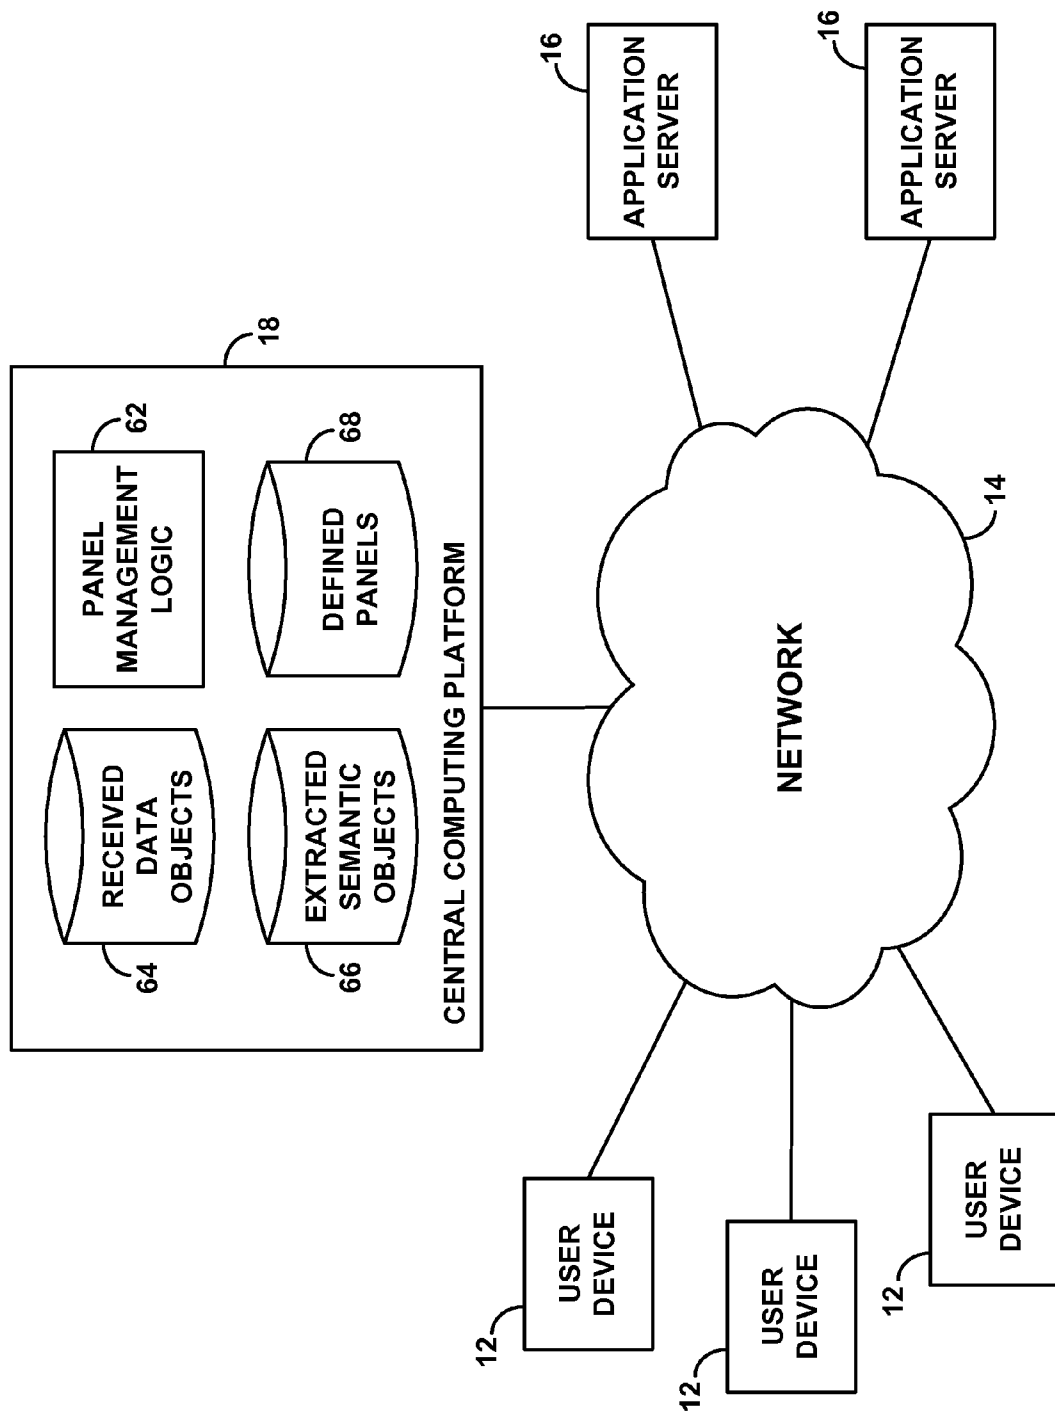 18
64
RECEIVED
DATA
OBJECTS
62
PANEL
MANAGEMENT
LOGIC
66
EXTRACTED
SEMANTIC
OBJECTS
68
DEFINED
PANELS
CENTRAL COMPUTING PLATFORM
12
USER
DEVICE
12
USER
DEVICE
12
USER
DEVICE
NETWORK
14
16
APPLICATION
SERVER
16
APPLICATION
SERVER